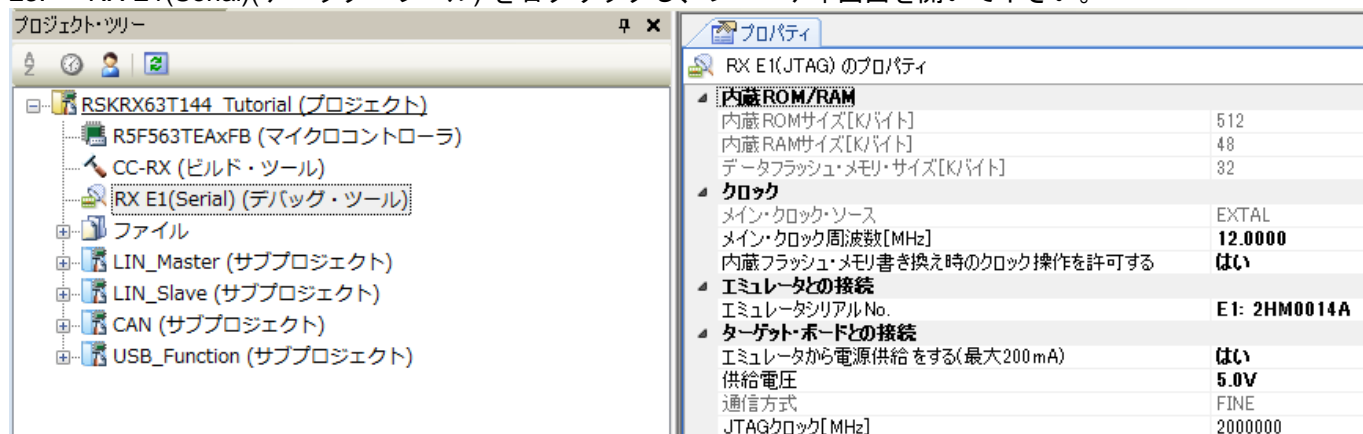 プロジェクト・ツリー
RSKRX63T144_Tutorial (プロジェクト)
R5F563TEAxFB (マイクロコントローラ)
CC-RX (ビルド・ツール)
RX E1(Serial) (デバッグ・ツール)
ファイル
LIN_Master (サブプロジェクト)
LIN_Slave (サブプロジェクト)
CAN (サブプロジェクト)
USB_Function (サブプロジェクト)
プロパティ
RX E1(JTAG) のプロパティ
内蔵ROM/RAM
内蔵ROMサイズ[Kバイト] 512
内蔵RAMサイズ[Kバイト] 48
データフラッシュ・メモリ・サイズ[Kバイト] 32
クロック
メイン・クロック・ソース EXTAL
メイン・クロック周波数[MHz] 12.0000
内蔵フラッシュ・メモリ書き換え時のクロック操作を許可する はい
エミュレータとの接続
エミュレータシリアルNo. E1: 2HM0014A
ターゲット・ボードとの接続
エミュレータから電源供給をする(最大200mA) はい
供給電圧 5.0V
通信方式 FINE
JTAGクロック[MHz] 2000000